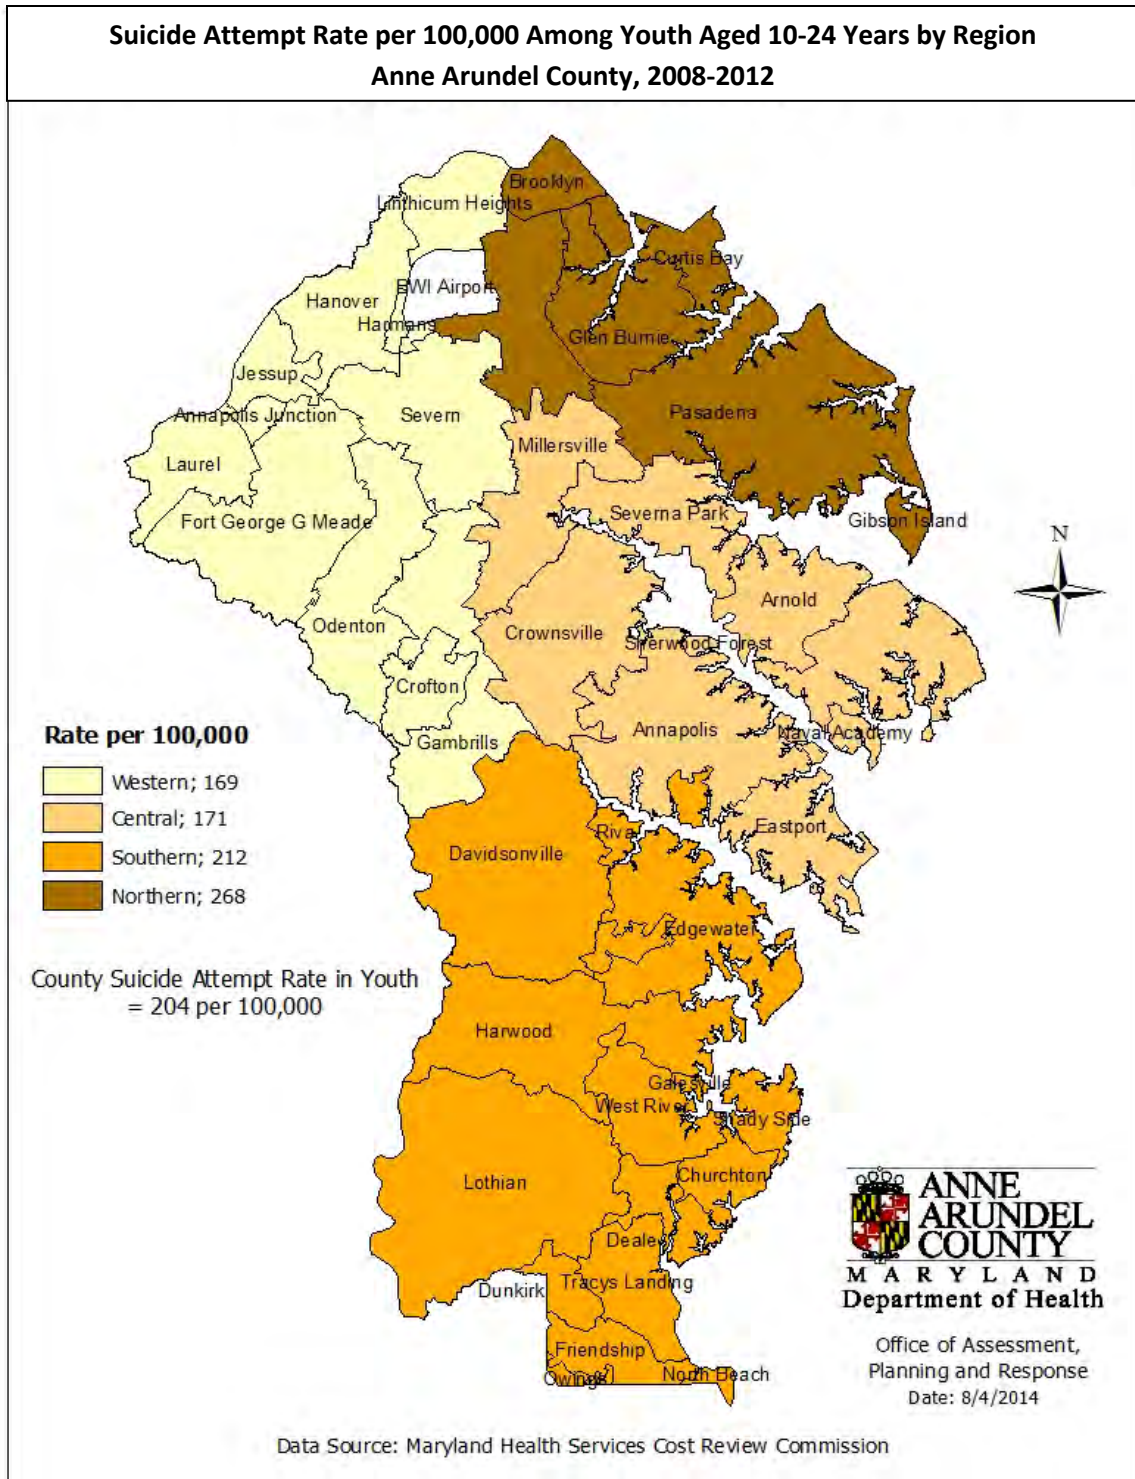 Suicide Attempt Rate per 100,000 Among Youth Aged 10-24 Years by Region
Anne Arundel County, 2008-2012
Brooklyn
Linthicum Heights
Curtis Bay
BWI Airport
Hanover
Harmans
Glen Burnie
Jessup
Annapolis Junction
Severn
Pasadena
Millersville
Laurel
Fort George G Meade
Severna Park
Gibson Island
N
Arnold
Odenton
Crownsville
Sherwood Forest
Crofton
Annapolis
Naval Academy
Gambrills
Rate per 100,000
Western; 169
Central; 171
Southern; 212
Northern; 268
Eastport
Riva
Davidsonville
Edgewater
County Suicide Attempt Rate in Youth
= 204 per 100,000
Harwood
Galesville
West River
Shady Side
Churchton
Lothian
Deale
Tracys Landing
Dunkirk
Friendship
Owings
North Beach
ANNE
ARUNDEL
COUNTY
MARYLAND
Department of Health
Office of Assessment,
Planning and Response
Date: 8/4/2014
Data Source: Maryland Health Services Cost Review Commission